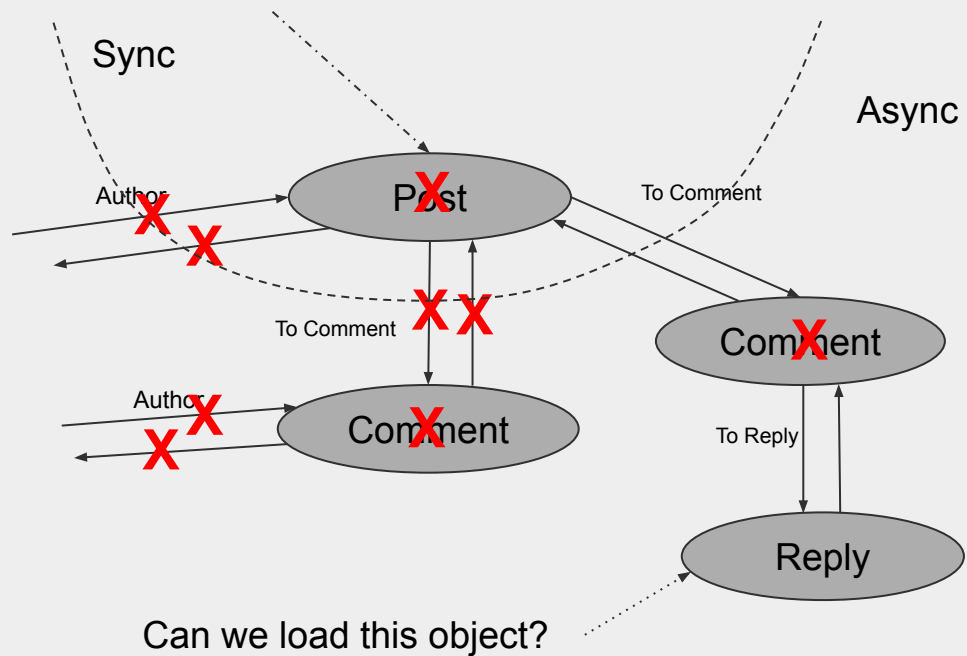 Sync
Async
Author
X
X
Post
X
To Comment
To Comment
X
X
Comment
X
Author
X
X
Comment
X
To Reply
Reply
Can we load this object?